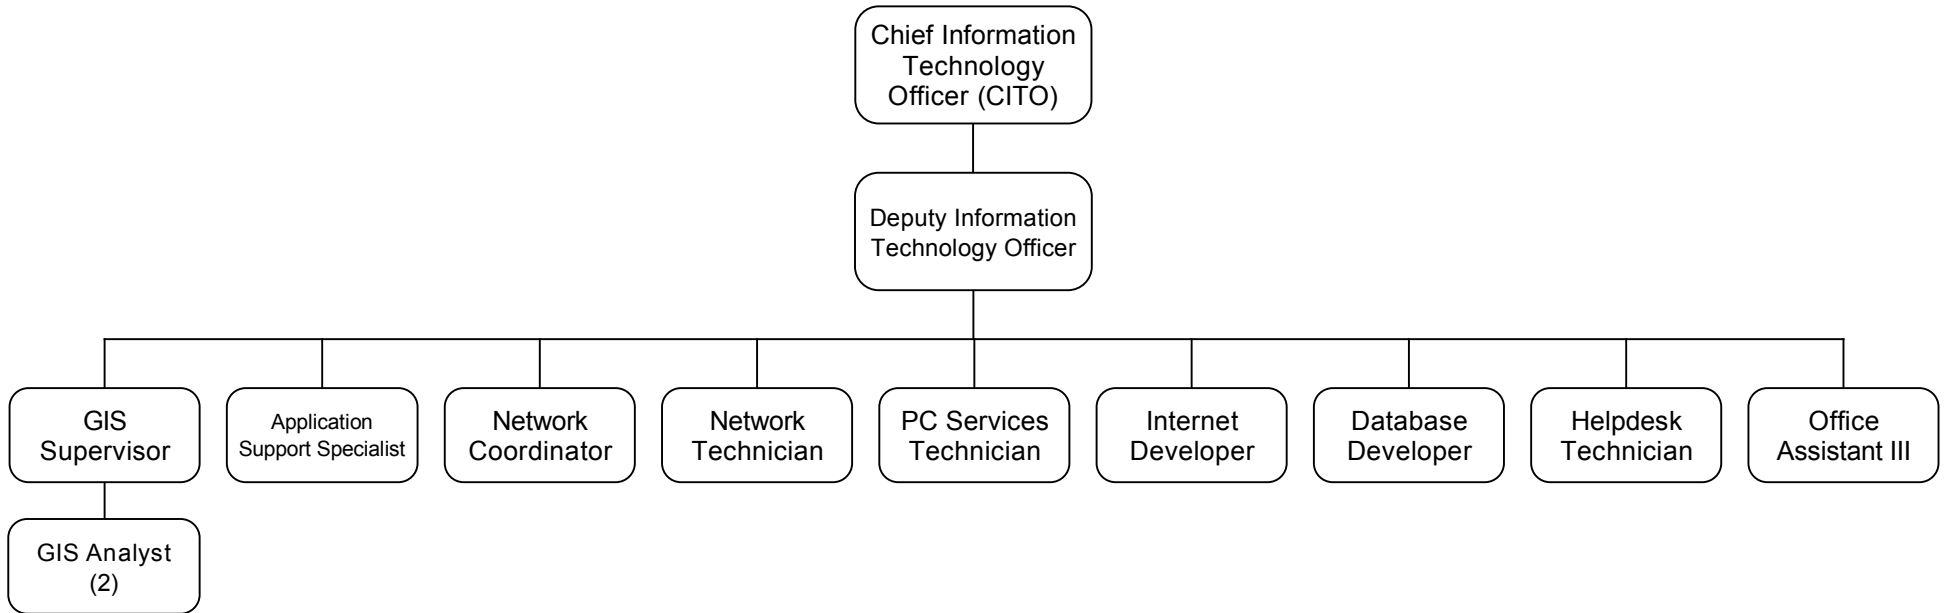 Chief Information
Technology
Officer (CITO)
Deputy Information
Technology Officer
GIS
Supervisor
Application
Support Specialist
Network
Coordinator
Network
Technician
PC Services
Technician
Internet
Developer
Database
Developer
Helpdesk
Technician
Office
Assistant III
GIS Analyst
(2)